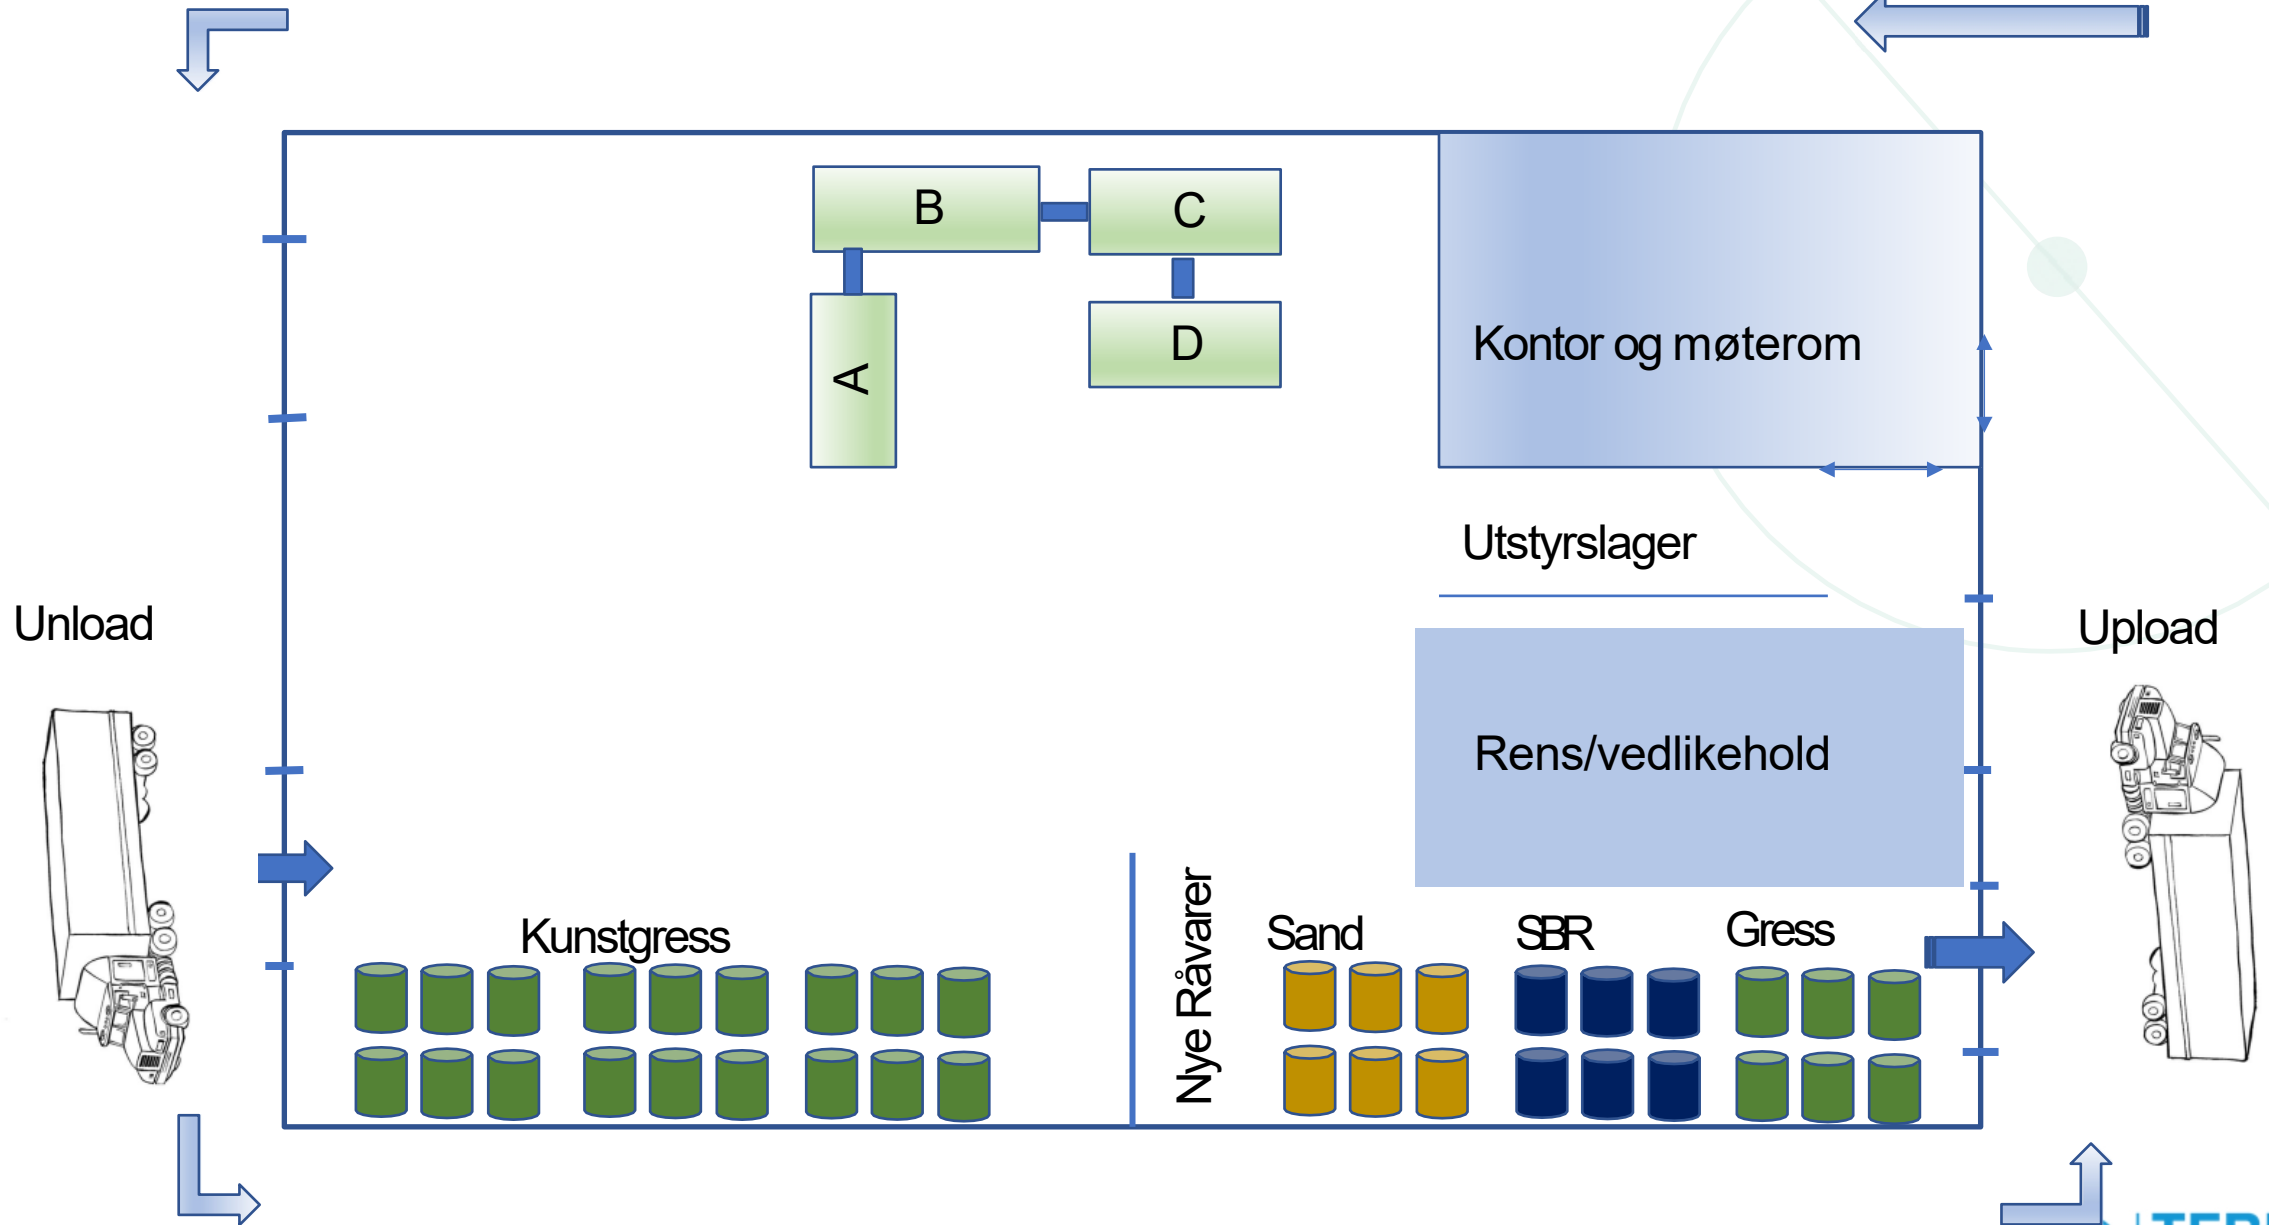 B
C
A
D
Kontor og møterom
Utstyrslager
Unload
Upload
Rens/vedlikehold
Kunstgress
Nye Råvarer
Sand
SBR
Gress